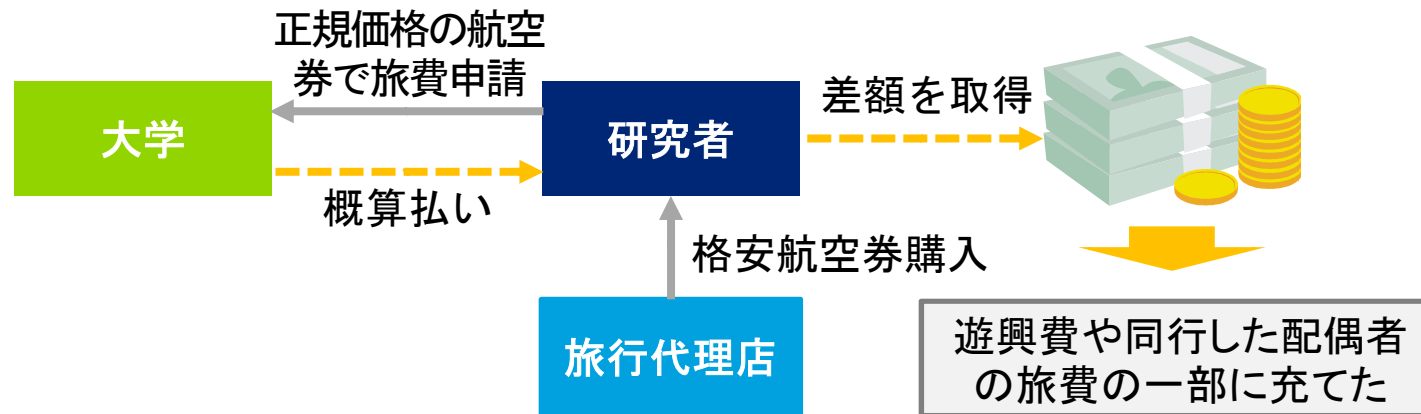 正規価格の航空
券で旅費申請
大学
研究者
差額を取得
概算払い
格安航空券購入
旅行代理店
遊興費や同行した配偶者
の旅費の一部に充てた